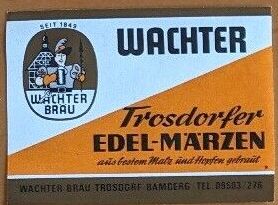 SEIT 1849
WACHTER
BRÄU
WACHTER
Trosdorfer
EDEL-MÄRZEN
aus bestem Malz und Hopfen gebraut
WACHTER-BRÄU TROSDORF BAMBERG TEL. 09503/276